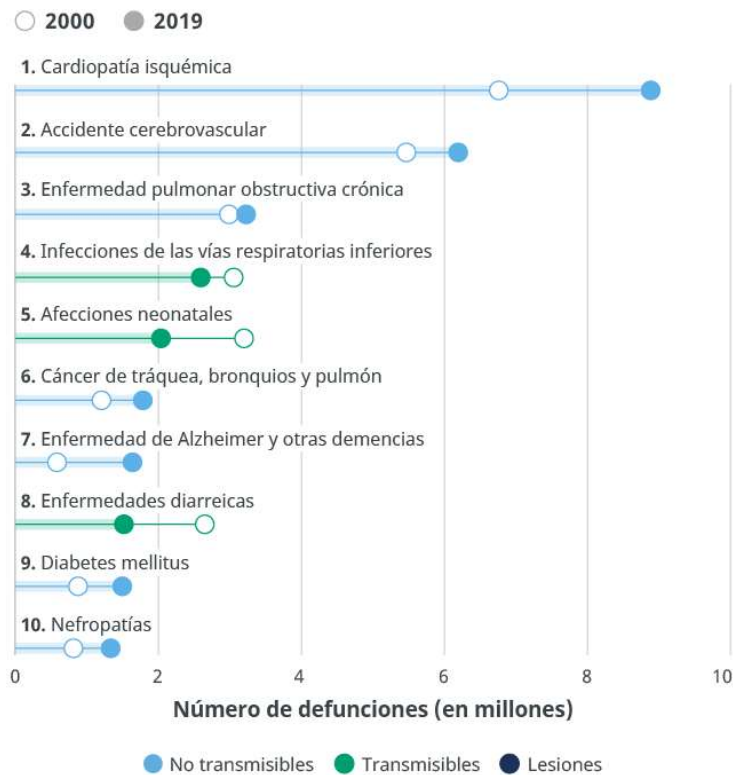 2000 2019
1. Cardiopatía isquémica
2. Accidente cerebrovascular
3. Enfermedad pulmonar obstructiva crónica
4. Infecciones de las vías respiratorias inferiores
5. Afecciones neonatales
6. Cáncer de tráquea, bronquios y pulmón
7. Enfermedad de Alzheimer y otras demencias
8. Enfermedades diarreicas
9. Diabetes mellitus
10. Nefropatías
0 2 4 6 8 10
Número de defunciones (en millones)
No transmisibles Transmisibles Lesiones